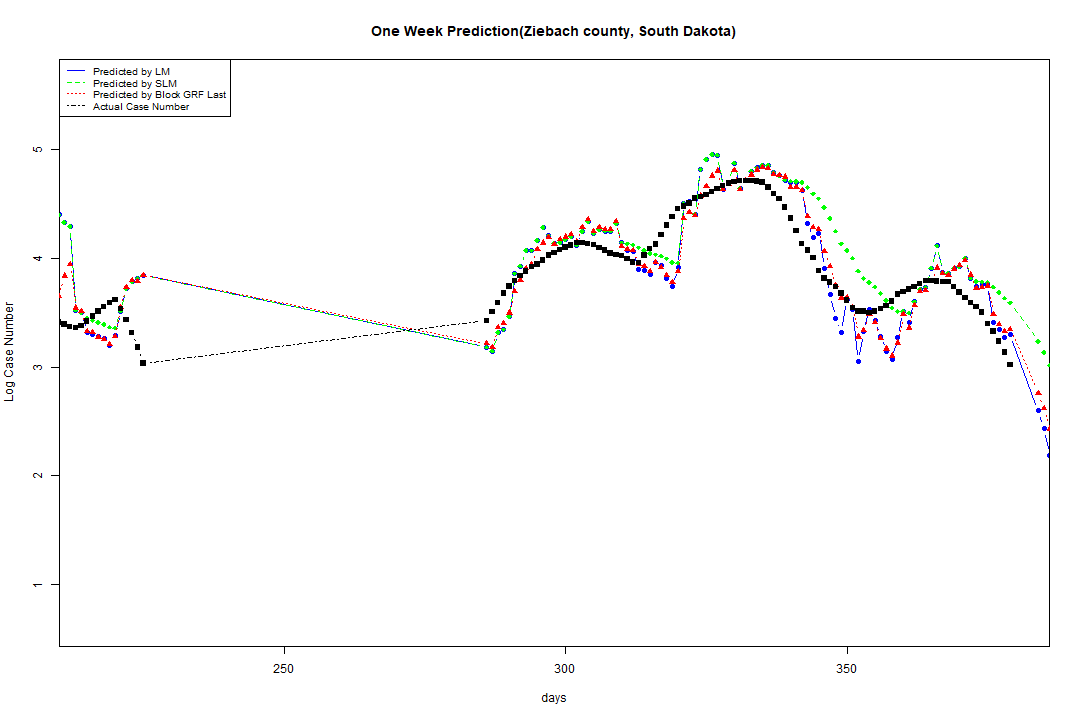 One Week Prediction(Ziebach county, South Dakota)
Predicted by LM
Predicted by SLM
Predicted by Block GRF Last
Actual Case Number
5
4
3
2
1
Log Case Number
250 300 350
days